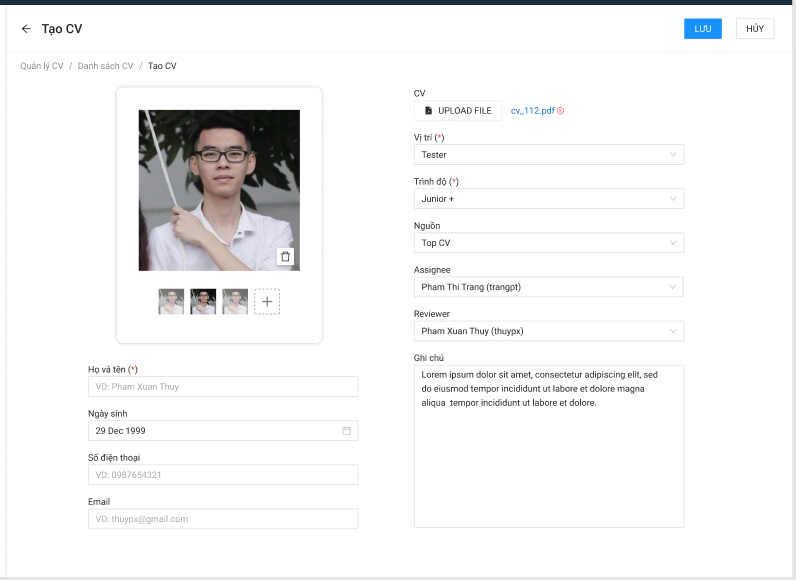 Tạo CV
LƯU
HỦY
Quản lý CV / Danh sách CV / Tạo CV
Họ và tên (*)
VD: Pham Xuan Thuy
Ngày sinh
29 Dec 1999
Số điện thoại
VD: 0987654321
Email
VD: thuypx@gmail.com
CV
UPLOAD FILE
cv_112.pdf
Vị trí (*)
Tester
Trình độ (*)
Junior +
Nguồn
Top CV
Assignee
Pham Thi Trang (trangpt)
Reviewer
Pham Xuan Thuy (thuypx)
Ghi chú
Lorem ipsum dolor sit amet, consectetur adipiscing elit, sed
do eiusmod tempor incididunt ut labore et dolore magna
aliqua  tempor incididunt ut labore et dolore.